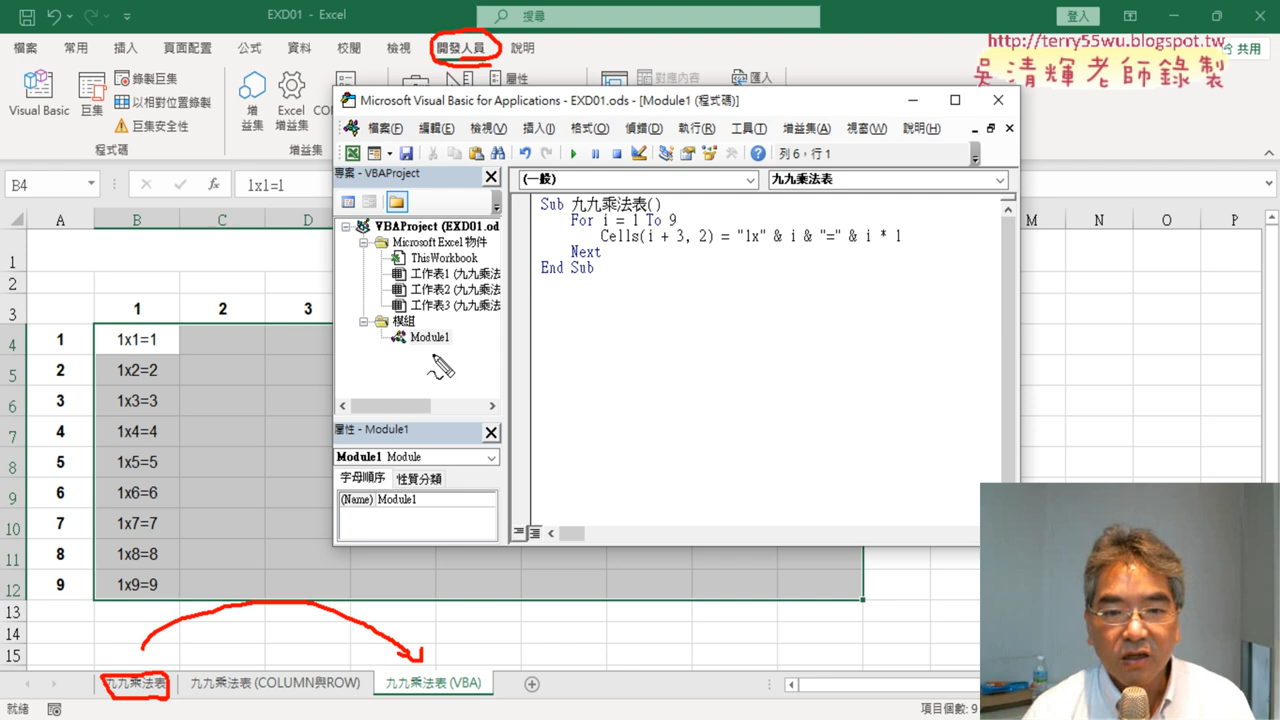 EXD01 - Excel
搜尋
登入
檔案 常用 插入 頁面配置 公式 資料 校閱 檢視 開發人員 說明
共用
http://terry55wu.blogspot.tw
吳清輝老師錄製
Visual Basic
巨集
錄製巨集
以相對位置錄製
巨集安全性
程式碼
增益集
Excel 增益集
增益集
屬性
對應內容
匯入
B4
1x1=1
Microsoft Visual Basic for Applications - EXD01.ods - [Module1 (程式碼)]
檔案(F) 編輯(E) 檢視(V) 插入(I) 格式(O) 偵錯(D) 執行(R) 工具(T) 增益集(A) 視窗(W) 說明(H)
列 6，行 1
專案 - VBAProject
VBAProject (EXD01.od
Microsoft Excel 物件
ThisWorkbook
工作表1 (九九乘法
工作表2 (九九乘法
工作表3 (九九乘法
模組
Module1
屬性 - Module1
Module1 Module
字母順序 性質分類
(Name) Module1
(一般) 九九乘法表
Sub 九九乘法表()
For i = 1 To 9
Cells(i + 3, 2) = "1x" & i & "=" & i * 1
Next
End Sub
A B C D M N O P
1
2
3 1 2 3
4 1 1x1=1
5 2 1x2=2
6 3 1x3=3
7 4 1x4=4
8 5 1x5=5
9 6 1x6=6
10 7 1x7=7
11 8 1x8=8
12 9 1x9=9
13
14
15
九九乘法表 九九乘法表 (COLUMN與ROW) 九九乘法表 (VBA)
就緒
項目個數: 9